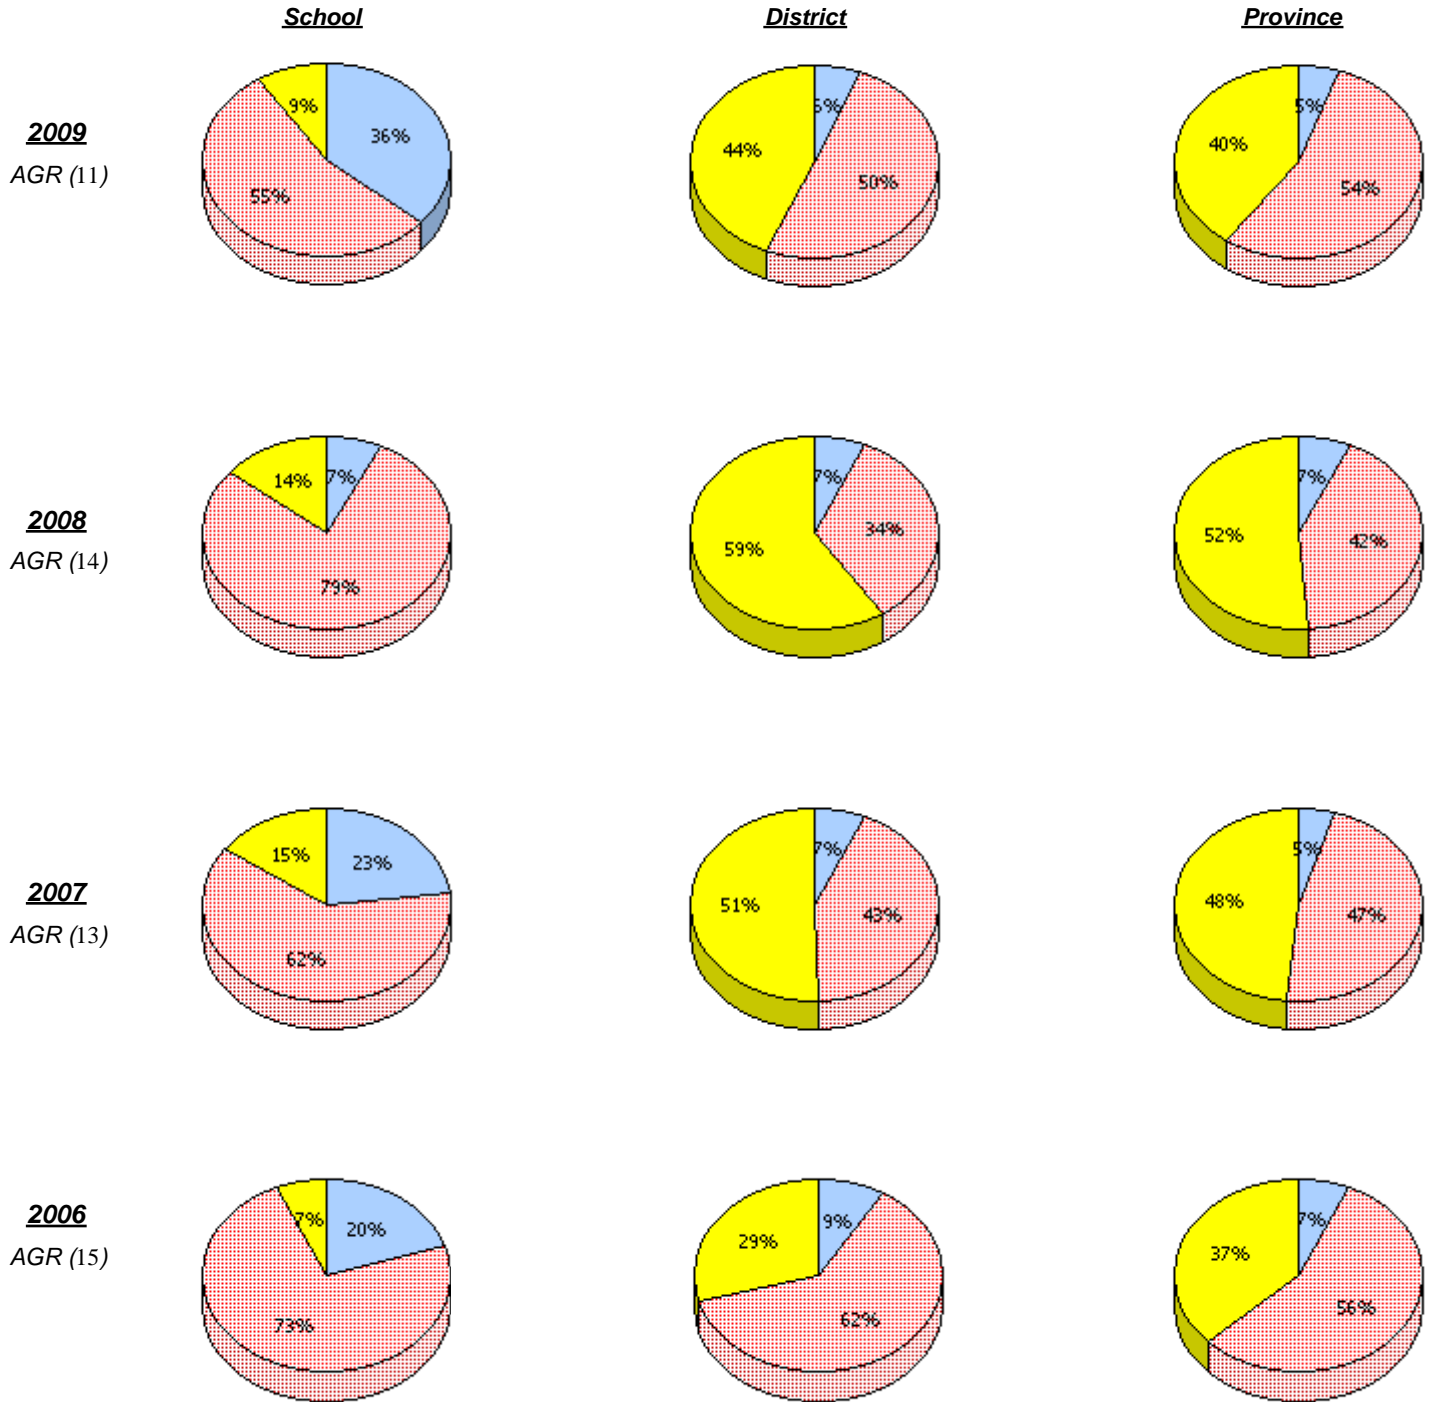 School District Province
2009
AGR (11)
9% 36% 55%
44% 6% 50%
40% 5% 54%
2008
AGR (14)
14% 7% 79%
59% 7% 34%
52% 7% 42%
2007
AGR (13)
15% 23% 62%
51% 7% 43%
48% 5% 47%
2006
AGR (15)
7% 20% 73%
29% 9% 62%
37% 7% 56%